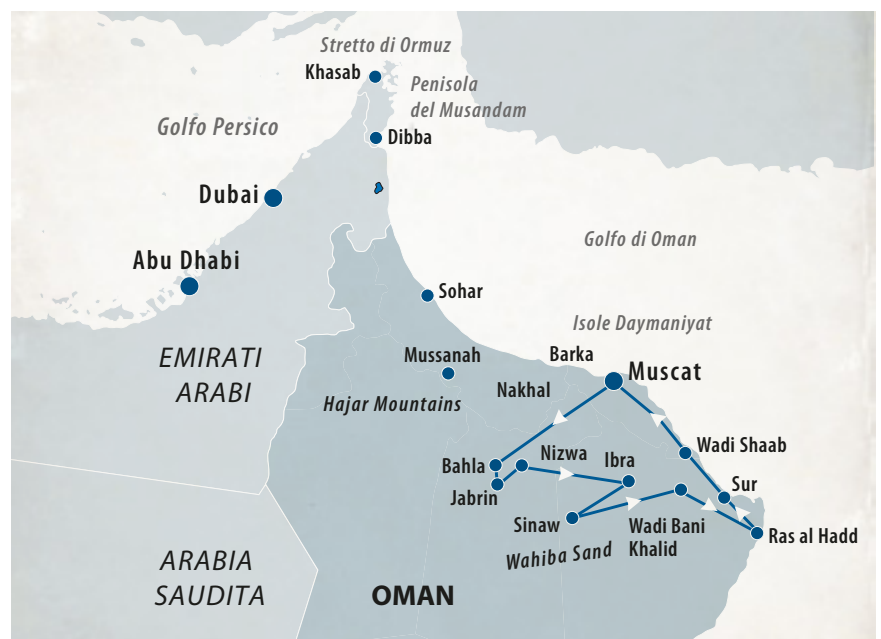 Stretto di Ormuz
Khasab
Penisola
del Musandam
Golfo Persico
Dibba
Dubai
Golfo di Oman
Abu Dhabi
Sohar
Isole Daymaniyat
EMIRATI
ARABI
Mussanah
Barka
Muscat
Nakhal
Hajar Mountains
Wadi Shaab
Bahla
Nizwa
Ibra
Jabrin
Sur
Sinaw
Wadi Bani
Khalid
Ras al Hadd
Wahiba Sand
ARABIA
SAUDITA
OMAN